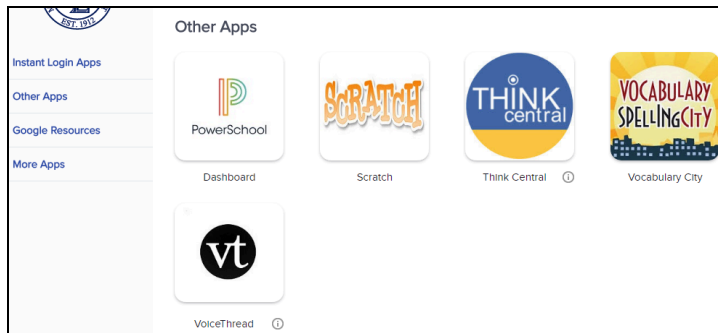 EST. 1912
Instant Login Apps
Other Apps
Google Resources
More Apps
Other Apps
PowerSchool
Dashboard
SCRATCH
Scratch
THiNK
central
Think Central
VOCABULARY
SPELLINGCITY
Vocabulary City
vt
VoiceThread